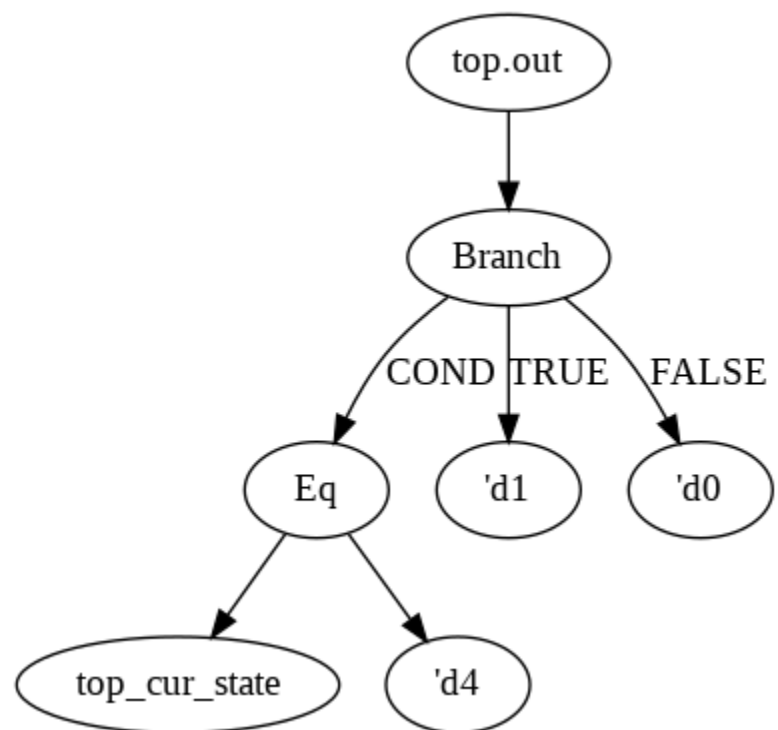 top.out
Branch
COND TRUE FALSE
Eq 'd1 'd0
top_cur_state 'd4